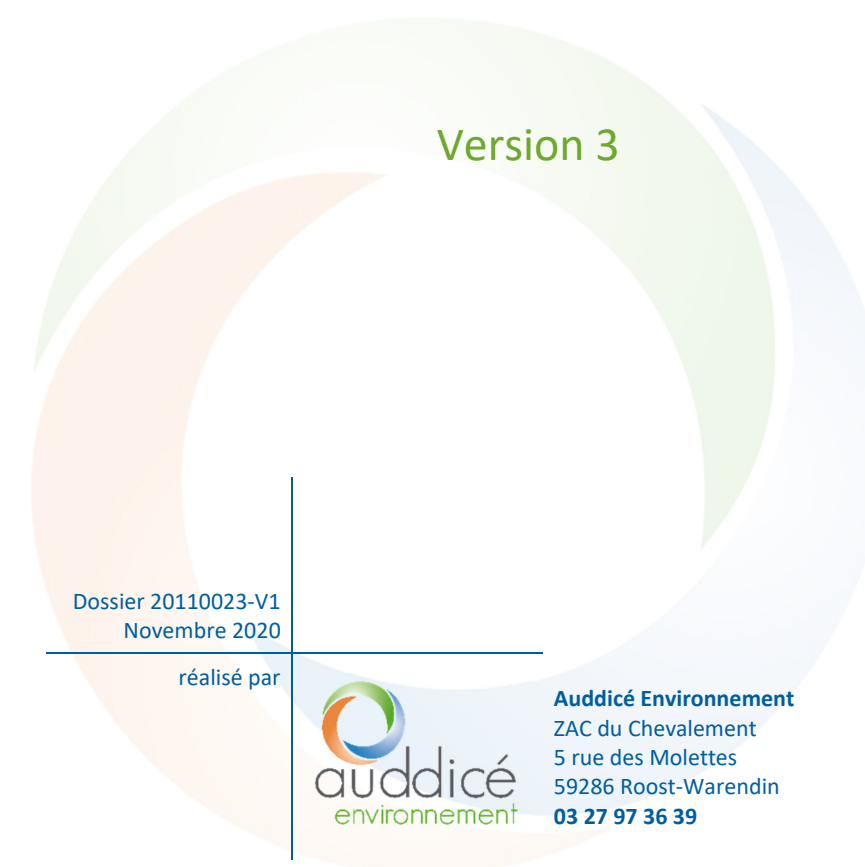 Version 3
Dossier 20110023-V1
Novembre 2020
réalisé par
auddicé
environnement
Auddicé Environnement
ZAC du Chevalement
5 rue des Molettes
59286 Roost-Warendin
03 27 97 36 39